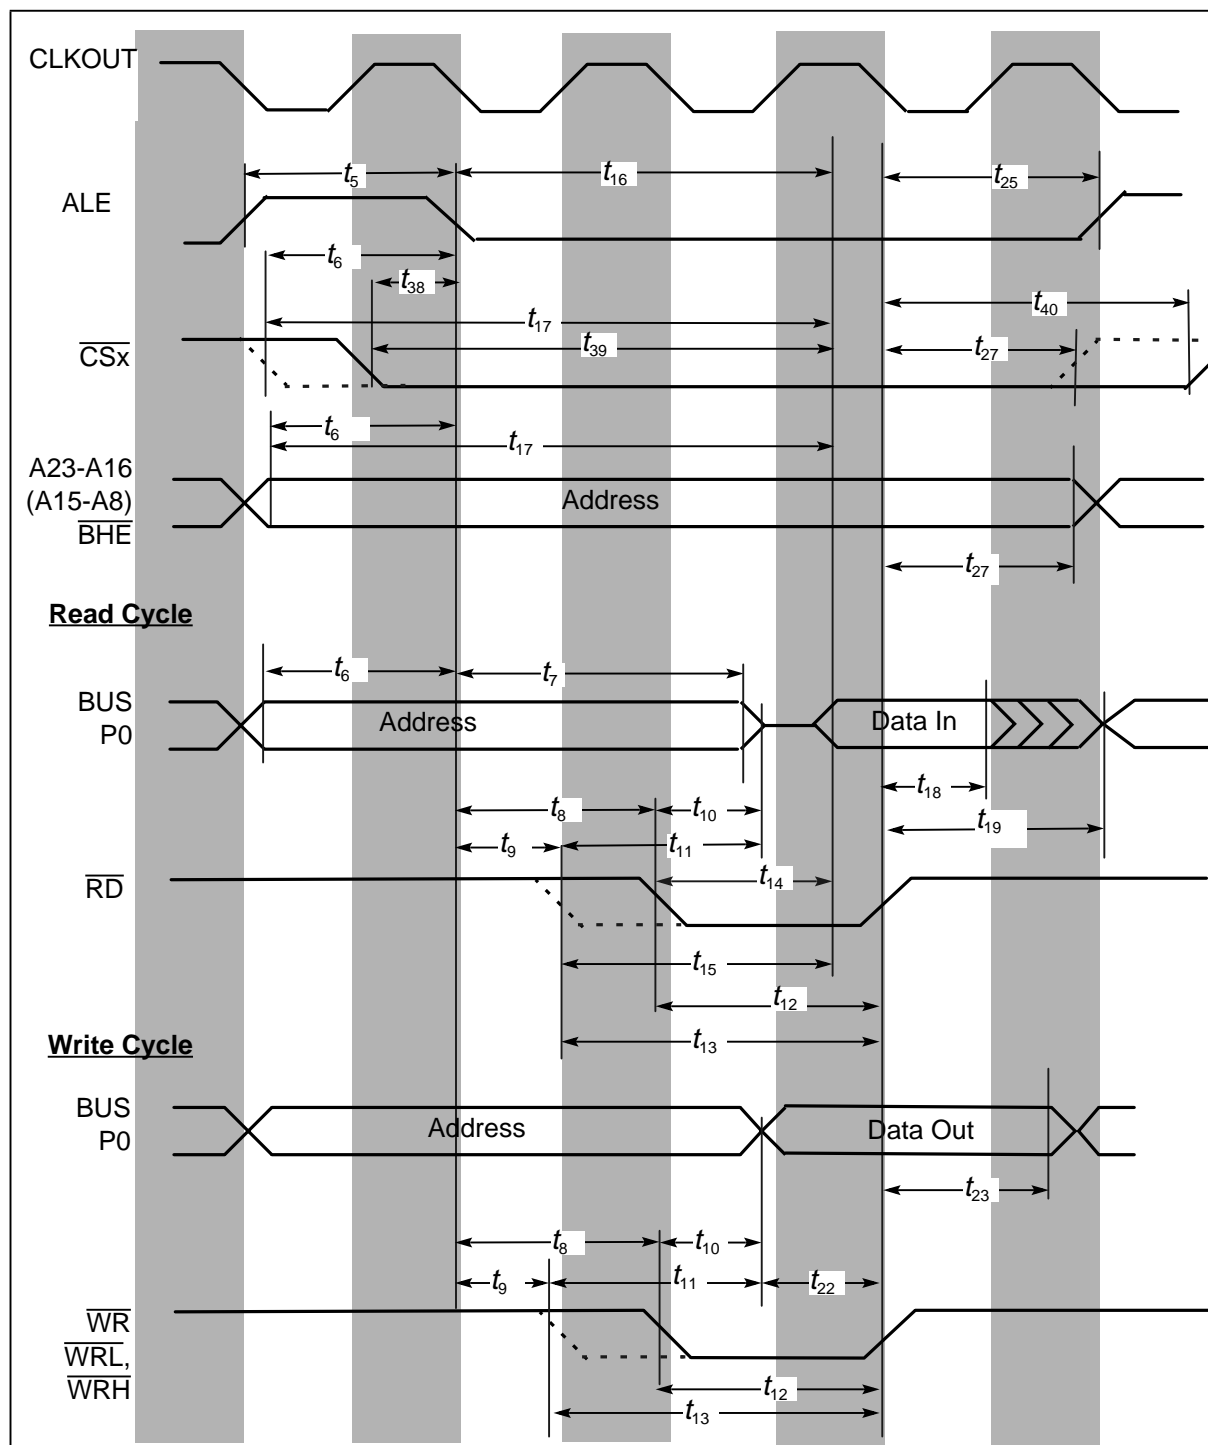 CLKOUT
t5
t16
t25
ALE
t6
t38
t40
t17
CSx
t39
t27
t6
t17
A23-A16
(A15-A8)
Address
BHE
t27
Read Cycle
t6
t7
BUS
P0
Address
Data In
t18
t8
t10
t19
t9
t11
RD
t14
t15
t12
Write Cycle
t13
BUS
P0
Address
Data Out
t23
t8
t10
t9
t11
t22
WR
WRL,
WRH
t12
t13